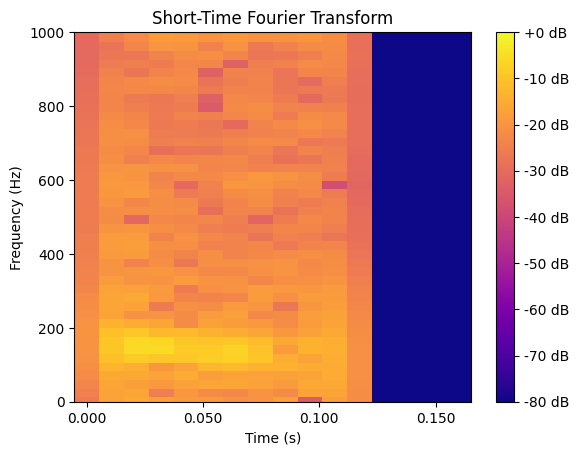 Short-Time Fourier Transform
1000
800
600
400
200
0
Frequency (Hz)
0.000
0.050
0.100
0.150
Time (s)
+0 dB
-10 dB
-20 dB
-30 dB
-40 dB
-50 dB
-60 dB
-70 dB
-80 dB